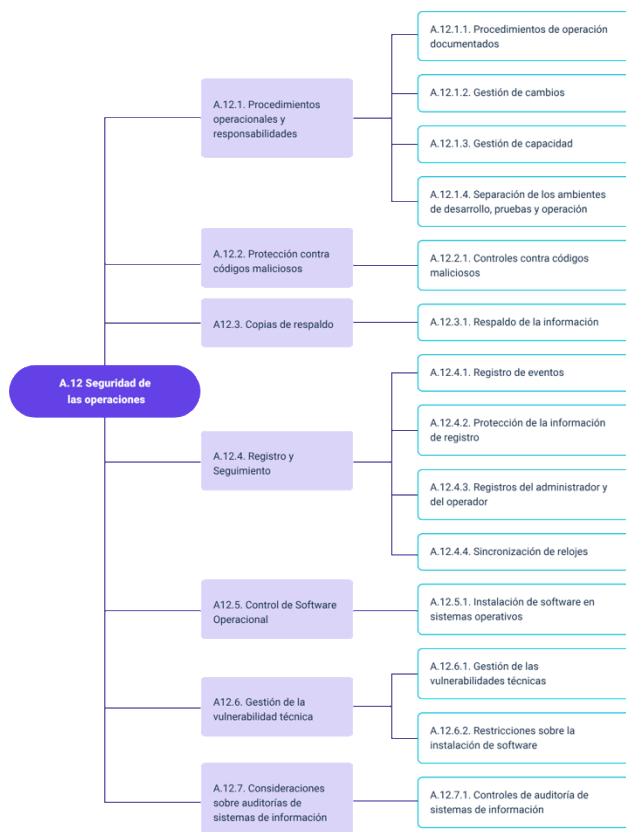 A.12 Seguridad de
las operaciones
A.12.1. Procedimientos
operacionales y
responsabilidades
A.12.1.1. Procedimientos de operación
documentados
A.12.1.2. Gestión de cambios
A.12.1.3. Gestión de capacidad
A.12.1.4. Separación de los ambientes
de desarrollo, pruebas y operación
A.12.2. Protección contra
códigos maliciosos
A.12.2.1. Controles contra códigos
maliciosos
A12.3. Copias de respaldo
A.12.3.1. Respaldo de la información
A.12.4. Registro y
Seguimiento
A.12.4.1. Registro de eventos
A.12.4.2. Protección de la información
de registro
A.12.4.3. Registros del administrador y
del operador
A.12.4.4. Sincronización de relojes
A12.5. Control de Software
Operacional
A.12.5.1. Instalación de software en
sistemas operativos
A12.6. Gestión de la
vulnerabilidad técnica
A.12.6.1. Gestión de las
vulnerabilidades técnicas
A.12.6.2. Restricciones sobre la
instalación de software
A.12.7. Consideraciones
sobre auditorías de
sistemas de información
A.12.7.1. Controles de auditoría de
sistemas de información